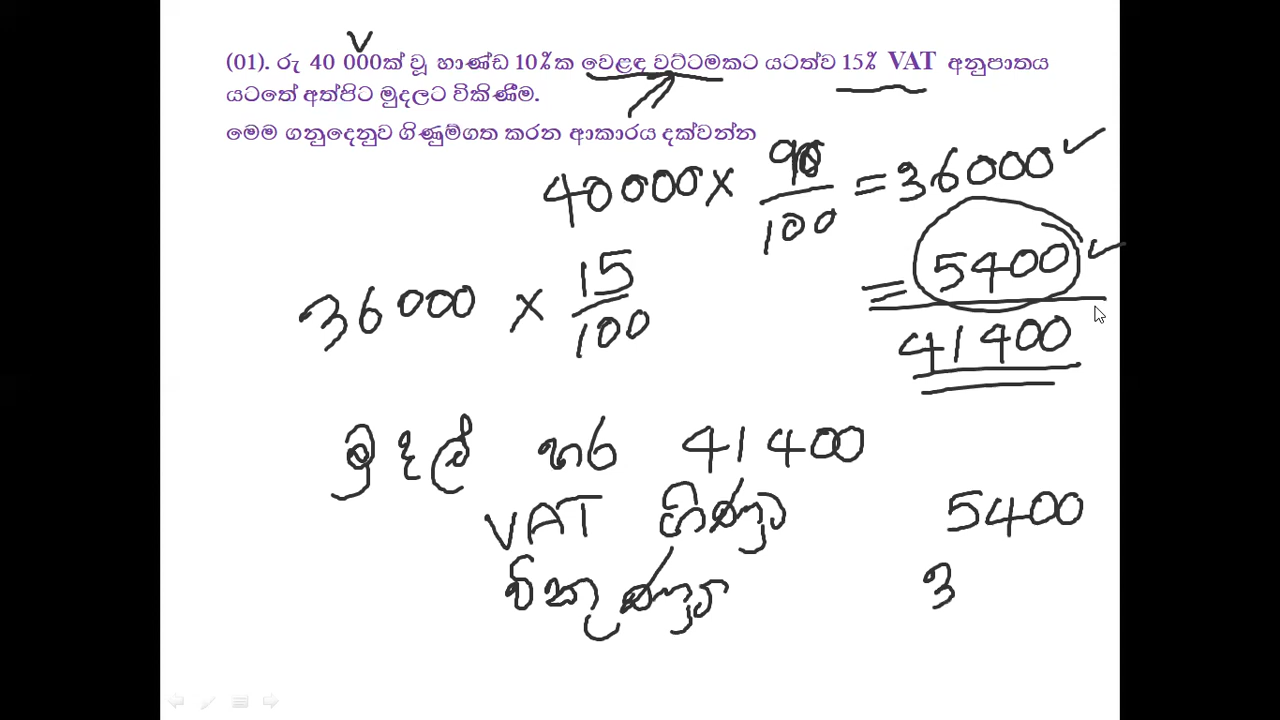 (01). රු 40 000ක් වූ භාණ්ඩ 10%ක වෙළඳ වට්ටමකට යටත්ව 15% VAT අනුපාතය
යටතේ අත්පිට මුදලට විකිණීම.
මෙම ගනුදෙනුව ගිණුම්ගත කරන ආකාරය දක්වන්න
40000 × 90/100 = 36000 ✓
36000 × 15/100 = 5400 ✓
41400
මුදල් හර 41400
VAT ගිණුම 5400
විකුණුම් 3